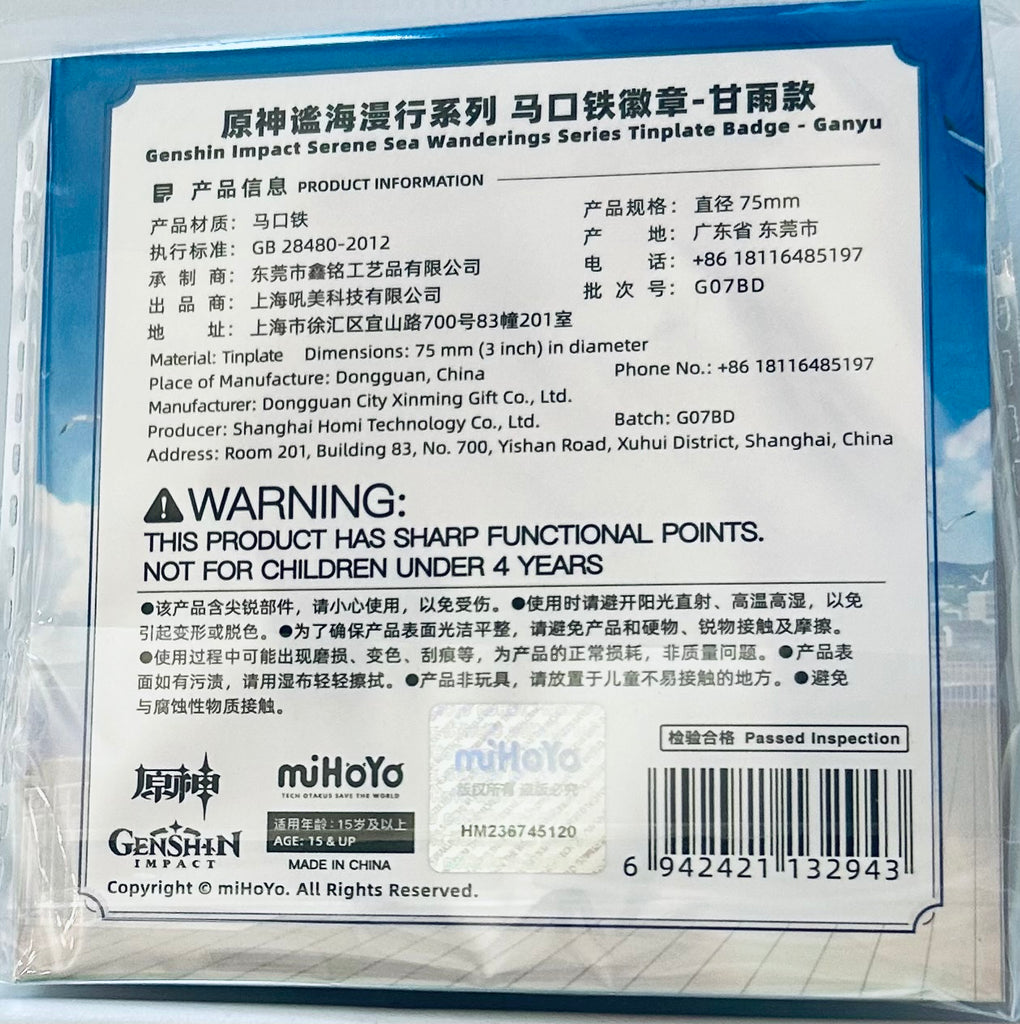 原神谧海漫行系列 马口铁徽章-甘雨款
Genshin Impact Serene Sea Wanderings Series Tinplate Badge - Ganyu
产品信息 PRODUCT INFORMATION
产品材质：马口铁 产品规格：直径 75mm
执行标准：GB 28480-2012 产 地：广东省 东莞市
承 制 商：东莞市鑫铭工艺品有限公司 电 话：+86 18116485197
出 品 商：上海吼美科技有限公司 批 次 号：G07BD
地 址：上海市徐汇区宜山路700号83幢201室
Material: Tinplate Dimensions: 75 mm (3 inch) in diameter
Place of Manufacture: Dongguan, China Phone No.: +86 18116485197
Manufacturer: Dongguan City Xinming Gift Co., Ltd.
Producer: Shanghai Homi Technology Co., Ltd. Batch: G07BD
Address: Room 201, Building 83, No. 700, Yishan Road, Xuhui District, Shanghai, China
WARNING:
THIS PRODUCT HAS SHARP FUNCTIONAL POINTS.
NOT FOR CHILDREN UNDER 4 YEARS
●该产品含尖锐部件，请小心使用，以免受伤。●使用时请避开阳光直射、高温高湿，以免
引起变形或脱色。●为了确保产品表面光洁平整，请避免产品和硬物、锐物接触及摩擦。
●使用过程中可能出现磨损、变色、刮痕等，为产品的正常损耗，非质量问题。●产品表
面如有污渍，请用湿布轻轻擦拭。●产品非玩具，请放置于儿童不易接触的地方。●避免
与腐蚀性物质接触。
检验合格 Passed Inspection
原神
miHoYo
TECH OTAKUS SAVE THE WORLD
miHoYo
版权所有 盗版必究
HM236745120
GENSHIN
IMPACT
适用年龄：15岁及以上
AGE: 15 & UP
MADE IN CHINA
6 942421 132943
Copyright © miHoYo. All Rights Reserved.